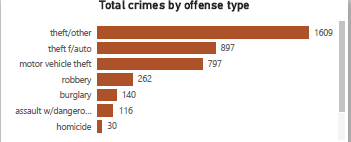 Total crimes by offense type
theft/other 1609
theft f/auto 897
motor vehicle theft 797
robbery 262
burglary 140
assault w/dangero... 116
homicide 30